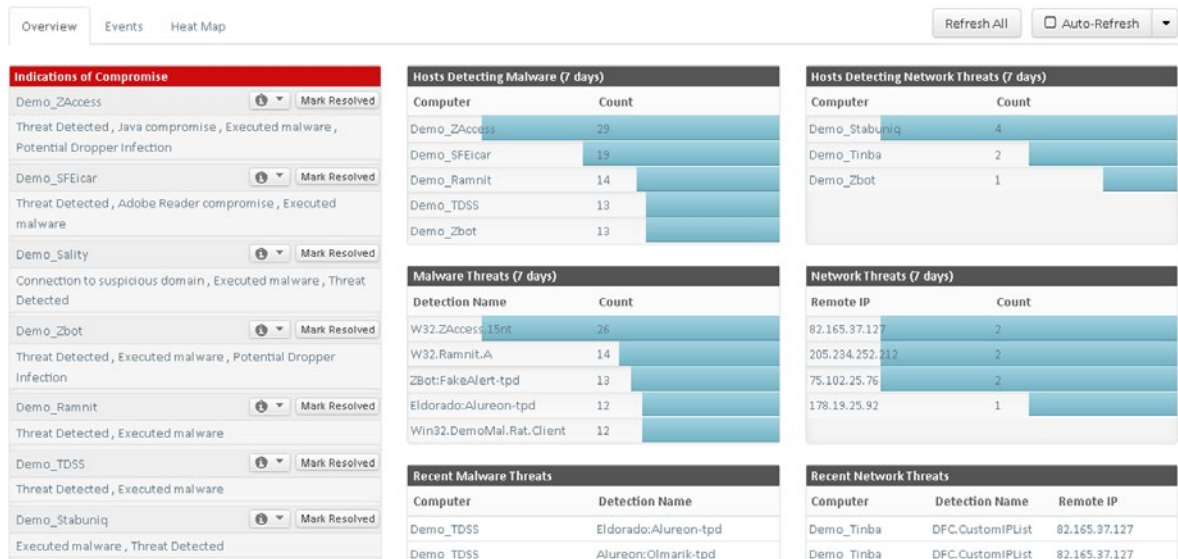 Overview Events Heat Map Refresh All Auto-Refresh
Indications of Compromise
Demo_ZAccess Mark Resolved
Threat Detected , Java compromise , Executed malware ,
Potential Dropper Infection
Demo_SFEicar Mark Resolved
Threat Detected , Adobe Reader compromise , Executed
malware
Demo_Sality Mark Resolved
Connection to suspicious domain , Executed malware , Threat
Detected
Demo_Zbot Mark Resolved
Threat Detected , Executed malware , Potential Dropper
Infection
Demo_Ramnit Mark Resolved
Threat Detected , Executed malware
Demo_TDSS Mark Resolved
Threat Detected , Executed malware
Demo_Stabuniq Mark Resolved
Executed malware , Threat Detected
Hosts Detecting Malware (7 days)
Computer Count
Demo_ZAccess 29
Demo_SFEicar 19
Demo_Ramnit 14
Demo_TDSS 13
Demo_Zbot 13
Malware Threats (7 days)
Detection Name Count
W32.ZAccess.15nt 26
W32.Ramnit.A 14
ZBot:FakeAlert-tpd 13
Eldorado:Alureon-tpd 12
Win32.DemoMal.Rat.Client 12
Recent Malware Threats
Computer Detection Name
Demo_TDSS Eldorado:Alureon-tpd
Demo_TDSS Alureon:Olmarik-tpd
Hosts Detecting Network Threats (7 days)
Computer Count
Demo_Stabuniq 4
Demo_Tinba 2
Demo_Zbot 1
Network Threats (7 days)
Remote IP Count
82.165.37.127 2
205.234.252.212 2
75.102.25.76 2
178.19.25.92 1
Recent Network Threats
Computer Detection Name Remote IP
Demo_Tinba DFC.CustomIPList 82.165.37.127
Demo_Tinba DFC.CustomIPList 82.165.37.127